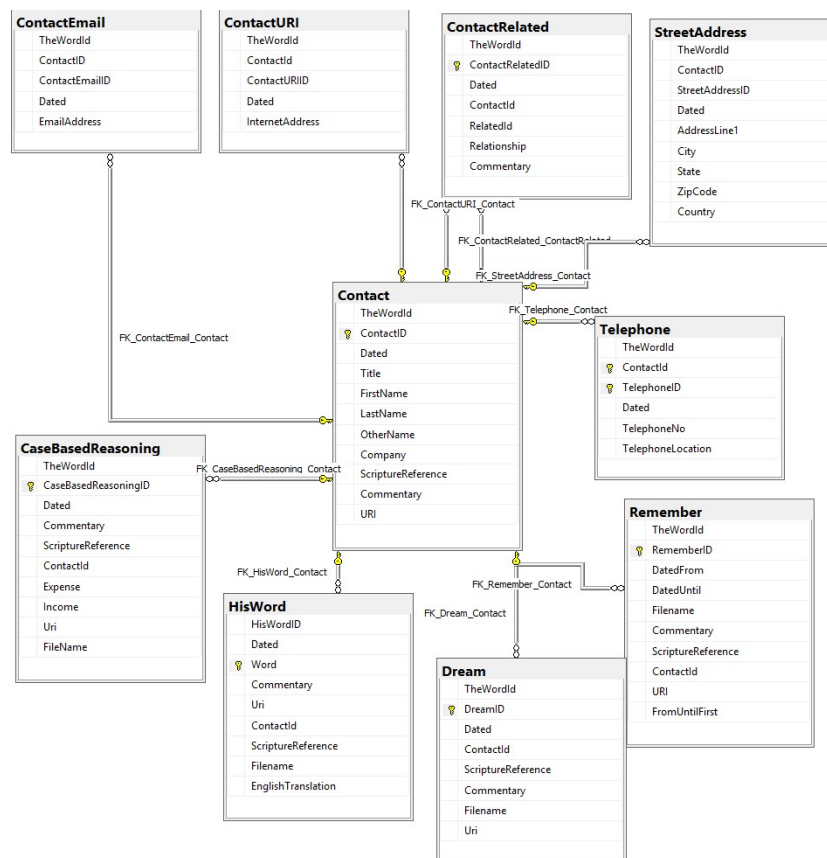 ContactEmail
TheWordId
ContactID
ContactEmailID
Dated
EmailAddress
ContactURI
TheWordId
ContactId
ContactURIID
Dated
InternetAddress
ContactRelated
TheWordId
ContactRelatedID
Dated
ContactId
RelatedId
Relationship
Commentary
StreetAddress
TheWordId
ContactID
StreetAddressID
Dated
AddressLine1
City
State
ZipCode
Country
FK_ContactURI_Contact
FK_ContactRelated_ContactRelated
FK_StreetAddress_Contact
FK_Telephone_Contact
FK_ContactEmail_Contact
Contact
TheWordId
ContactID
Dated
Title
FirstName
LastName
OtherName
Company
ScriptureReference
Commentary
URI
Telephone
TheWordId
ContactId
TelephoneID
Dated
TelephoneNo
TelephoneLocation
CaseBasedReasoning
TheWordId
CaseBasedReasoningID
Dated
Commentary
ScriptureReference
ContactId
Expense
Income
Uri
FileName
FK_CaseBasedReasoning_Contact
FK_HisWord_Contact
FK_Remember_Contact
FK_Dream_Contact
HisWord
HisWordID
Dated
Word
Commentary
Uri
ContactId
ScriptureReference
Filename
EnglishTranslation
Dream
TheWordId
DreamID
Dated
ContactId
ScriptureReference
Commentary
Filename
Uri
Remember
TheWordId
RememberID
DatedFrom
DatedUntil
Filename
Commentary
ScriptureReference
ContactId
URI
FromUntilFirst